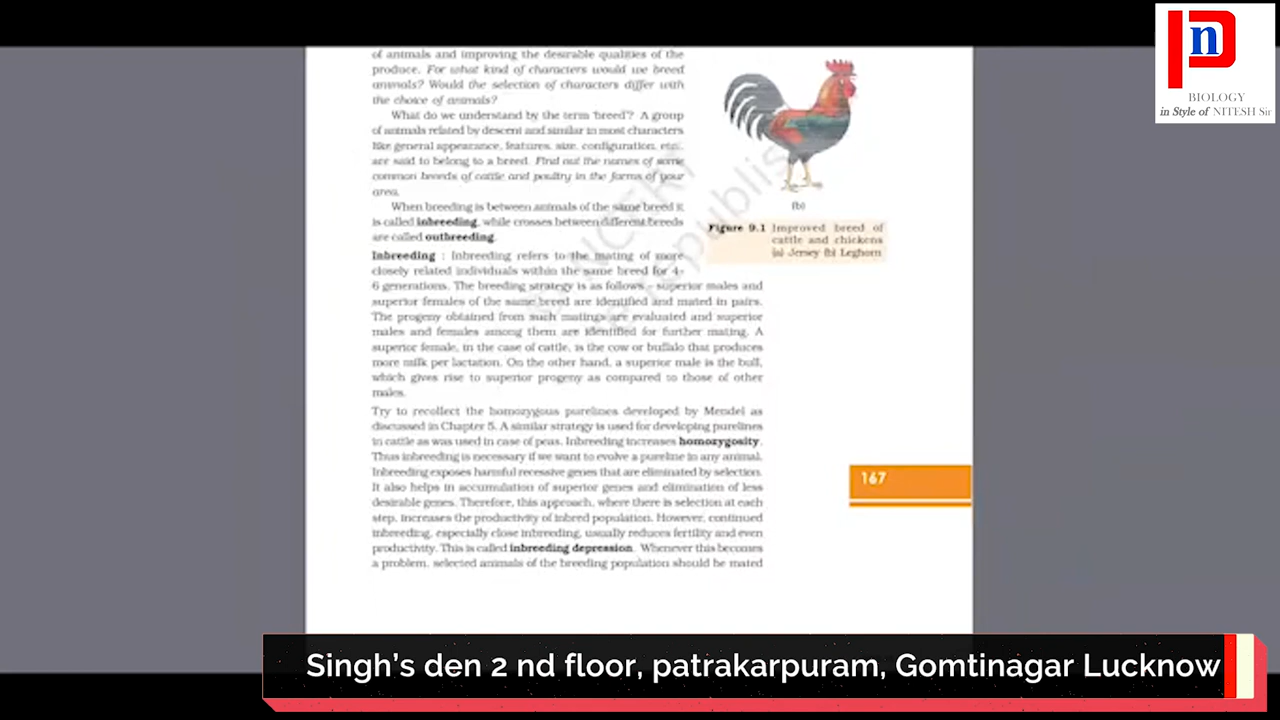 of animals and improving the desirable qualities of the
produce. For what kind of characters would we breed
animals? Would the selection of characters differ with
the choice of animals?
What do we understand by the term 'breed'? A group
of animals related by descent and similar in most characters
like general appearance, features, size, configuration, etc.,
are said to belong to a breed. Find out the names of some
common breeds of cattle and poultry in the farms of your
area.
When breeding is between animals of the same breed it
is called inbreeding, while crosses between different breeds
are called outbreeding.
Inbreeding : Inbreeding refers to the mating of more
closely related individuals within the same breed for 4-
6 generations. The breeding strategy is as follows – superior males and
superior females of the same breed are identified and mated in pairs.
The progeny obtained from such matings are evaluated and superior
males and females among them are identified for further mating. A
superior female, in the case of cattle, is the cow or buffalo that produces
more milk per lactation. On the other hand, a superior male is the bull,
which gives rise to superior progeny as compared to those of other
males.
Try to recollect the homozygous purelines developed by Mendel as
discussed in Chapter 5. A similar strategy is used for developing purelines
in cattle as was used in case of peas. Inbreeding increases homozygosity.
Thus inbreeding is necessary if we want to evolve a pureline in any animal.
Inbreeding exposes harmful recessive genes that are eliminated by selection.
It also helps in accumulation of superior genes and elimination of less
desirable genes. Therefore, this approach, where there is selection at each
step, increases the productivity of inbred population. However, continued
inbreeding, especially close inbreeding, usually reduces fertility and even
productivity. This is called inbreeding depression. Whenever this becomes
a problem, selected animals of the breeding population should be mated
(b)
Figure 9.1 Improved breed of
cattle and chickens
(a) Jersey (b) Leghorn
167
n
BIOLOGY
in Style of NITESH Sir
Singh's den 2 nd floor, patrakarpuram, Gomtinagar Lucknow